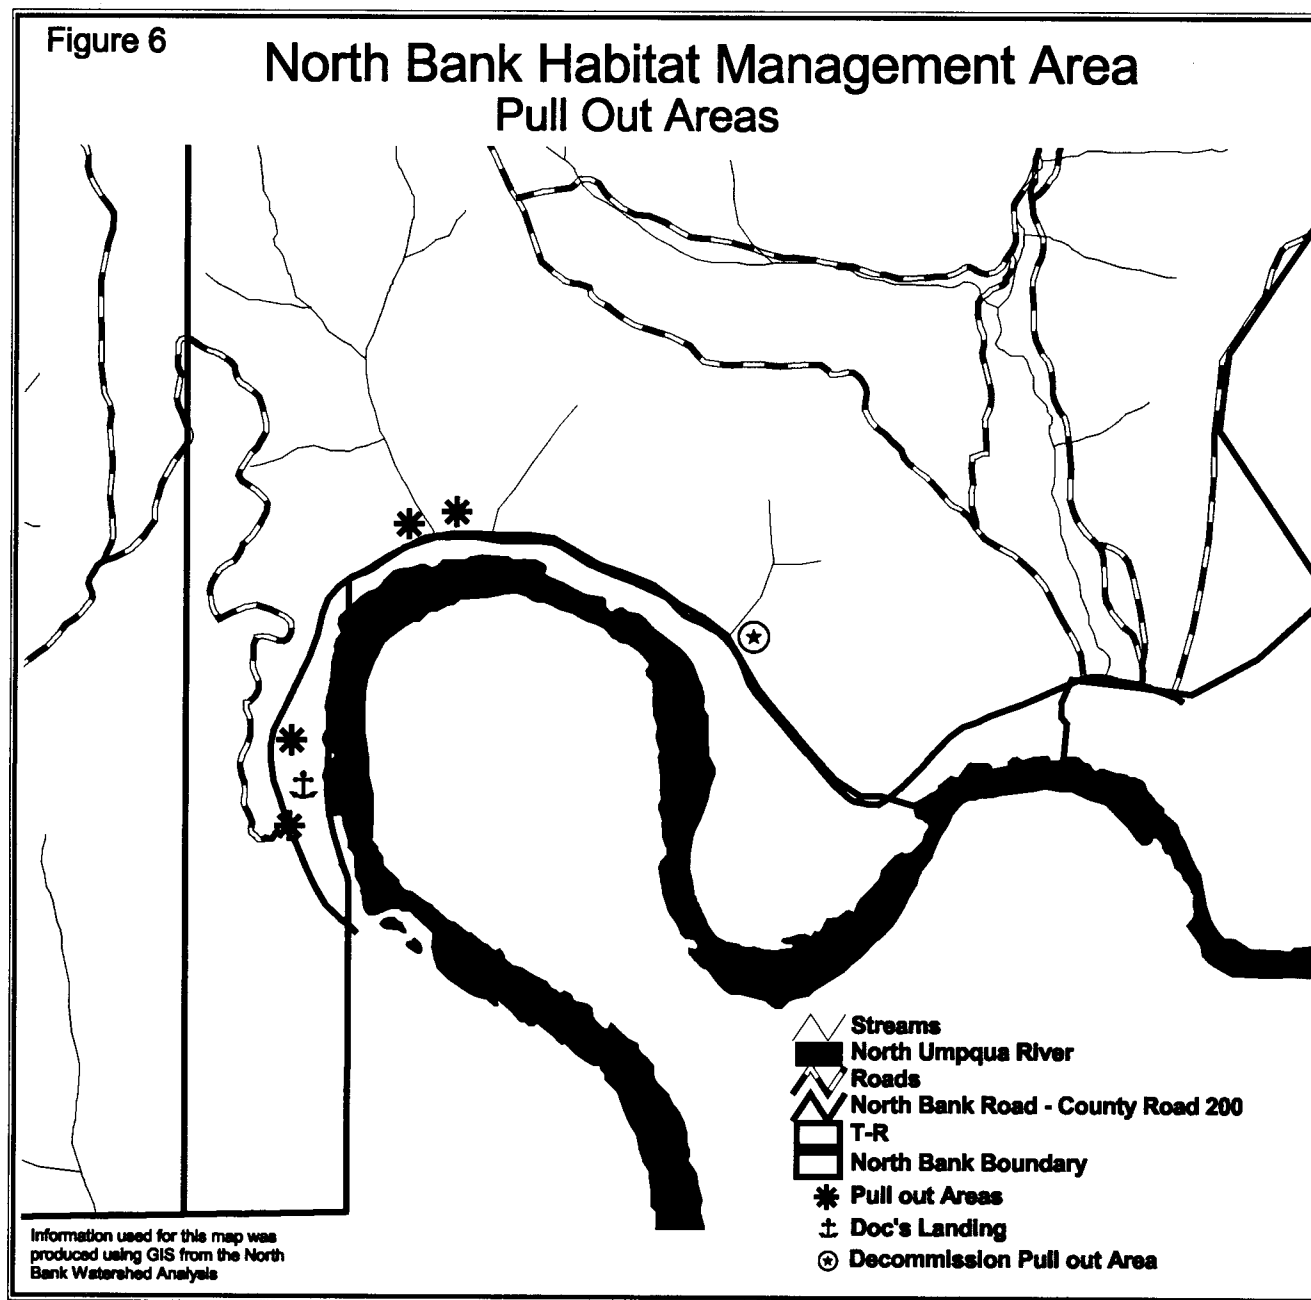 Figure 6
North Bank Habitat Management Area
Pull Out Areas
Streams
North Umpqua River
Roads
North Bank Road - County Road 200
T-R
North Bank Boundary
Pull out Areas
Doc's Landing
Decommission Pull out Area
Information used for this map was
produced using GIS from the North
Bank Watershed Analysis